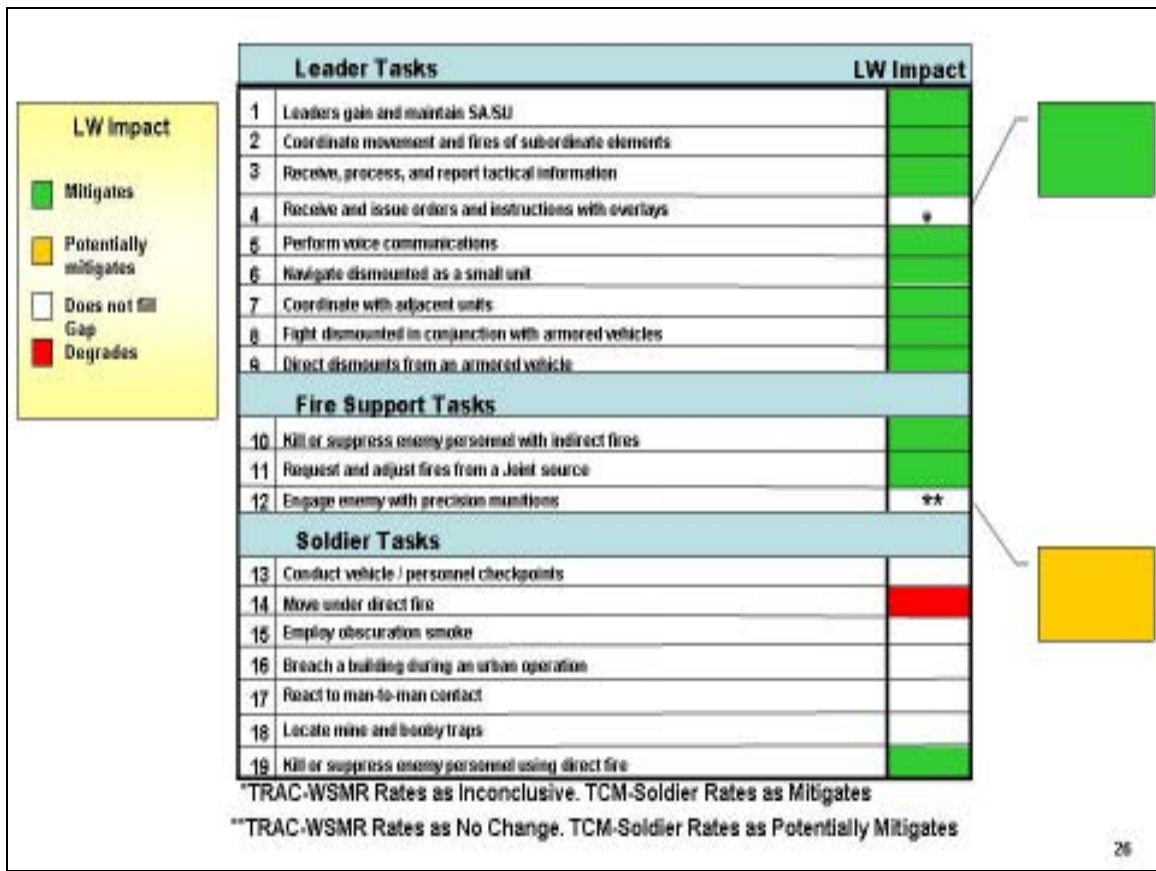 Leader Tasks LW Impact
1 Leaders gain and maintain SA/SU
2 Coordinate movement and fires of subordinate elements
3 Receive, process, and report tactical information
4 Receive and issue orders and instructions with overlays *
5 Perform voice communications
6 Navigate dismounted as a small unit
7 Coordinate with adjacent units
8 Fight dismounted in conjunction with armored vehicles
9 Direct dismounts from an armored vehicle
Fire Support Tasks
10 Kill or suppress enemy personnel with indirect fires
11 Request and adjust fires from a Joint source
12 Engage enemy with precision munitions **
Soldier Tasks
13 Conduct vehicle / personnel checkpoints
14 Move under direct fire
15 Employ obscuration smoke
16 Breach a building during an urban operation
17 React to man-to-man contact
18 Locate mine and booby traps
19 Kill or suppress enemy personnel using direct fire
LW Impact
Mitigates
Potentially
mitigates
Does not fill
Gap
Degrades
*TRAC-WSMR Rates as Inconclusive. TCM-Soldier Rates as Mitigates
**TRAC-WSMR Rates as No Change. TCM-Soldier Rates as Potentially Mitigates
26